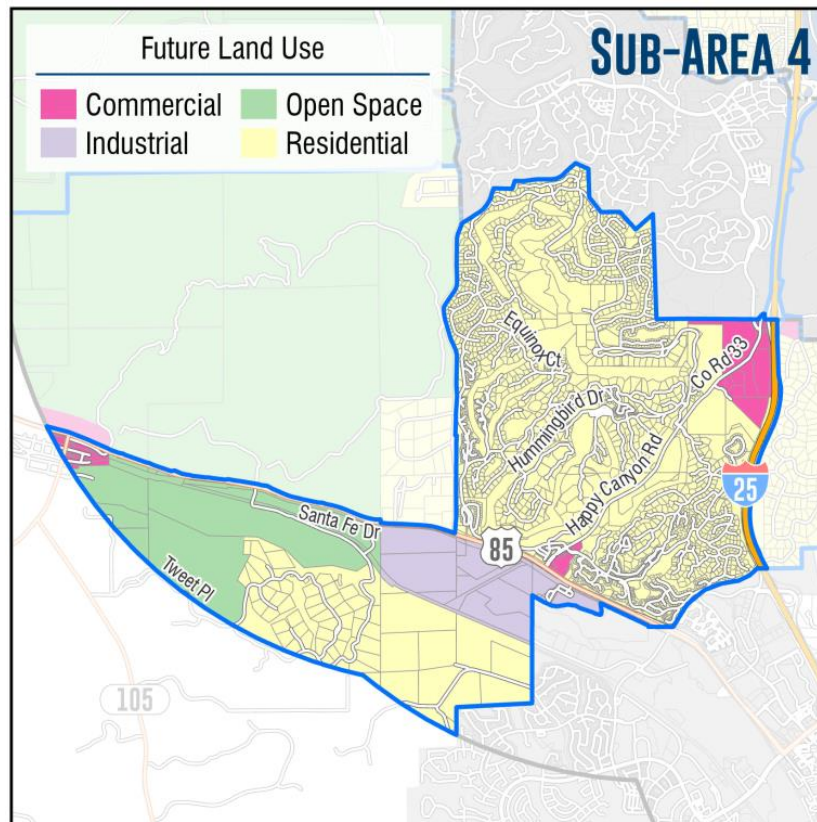 SUB-AREA 4
Future Land Use
Commercial
Open Space
Industrial
Residential
Equinox Ct
Co Rd 33
Hummingbird Dr
Happy Canyon Rd
25
Santa Fe Dr
85
Tweet Pl
105